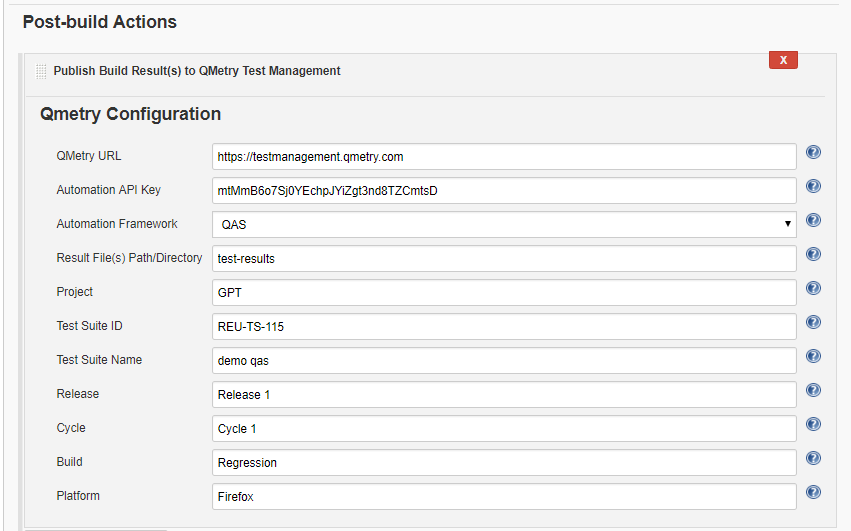 Post-build Actions
Publish Build Result(s) to QMetry Test Management
X
Qmetry Configuration
QMetry URL https://testmanagement.qmetry.com
Automation API Key mtMmB6o7Sj0YEchpJYiZgt3nd8TZCmtsD
Automation Framework QAS
Result File(s) Path/Directory test-results
Project GPT
Test Suite ID REU-TS-115
Test Suite Name demo qas
Release Release 1
Cycle Cycle 1
Build Regression
Platform Firefox